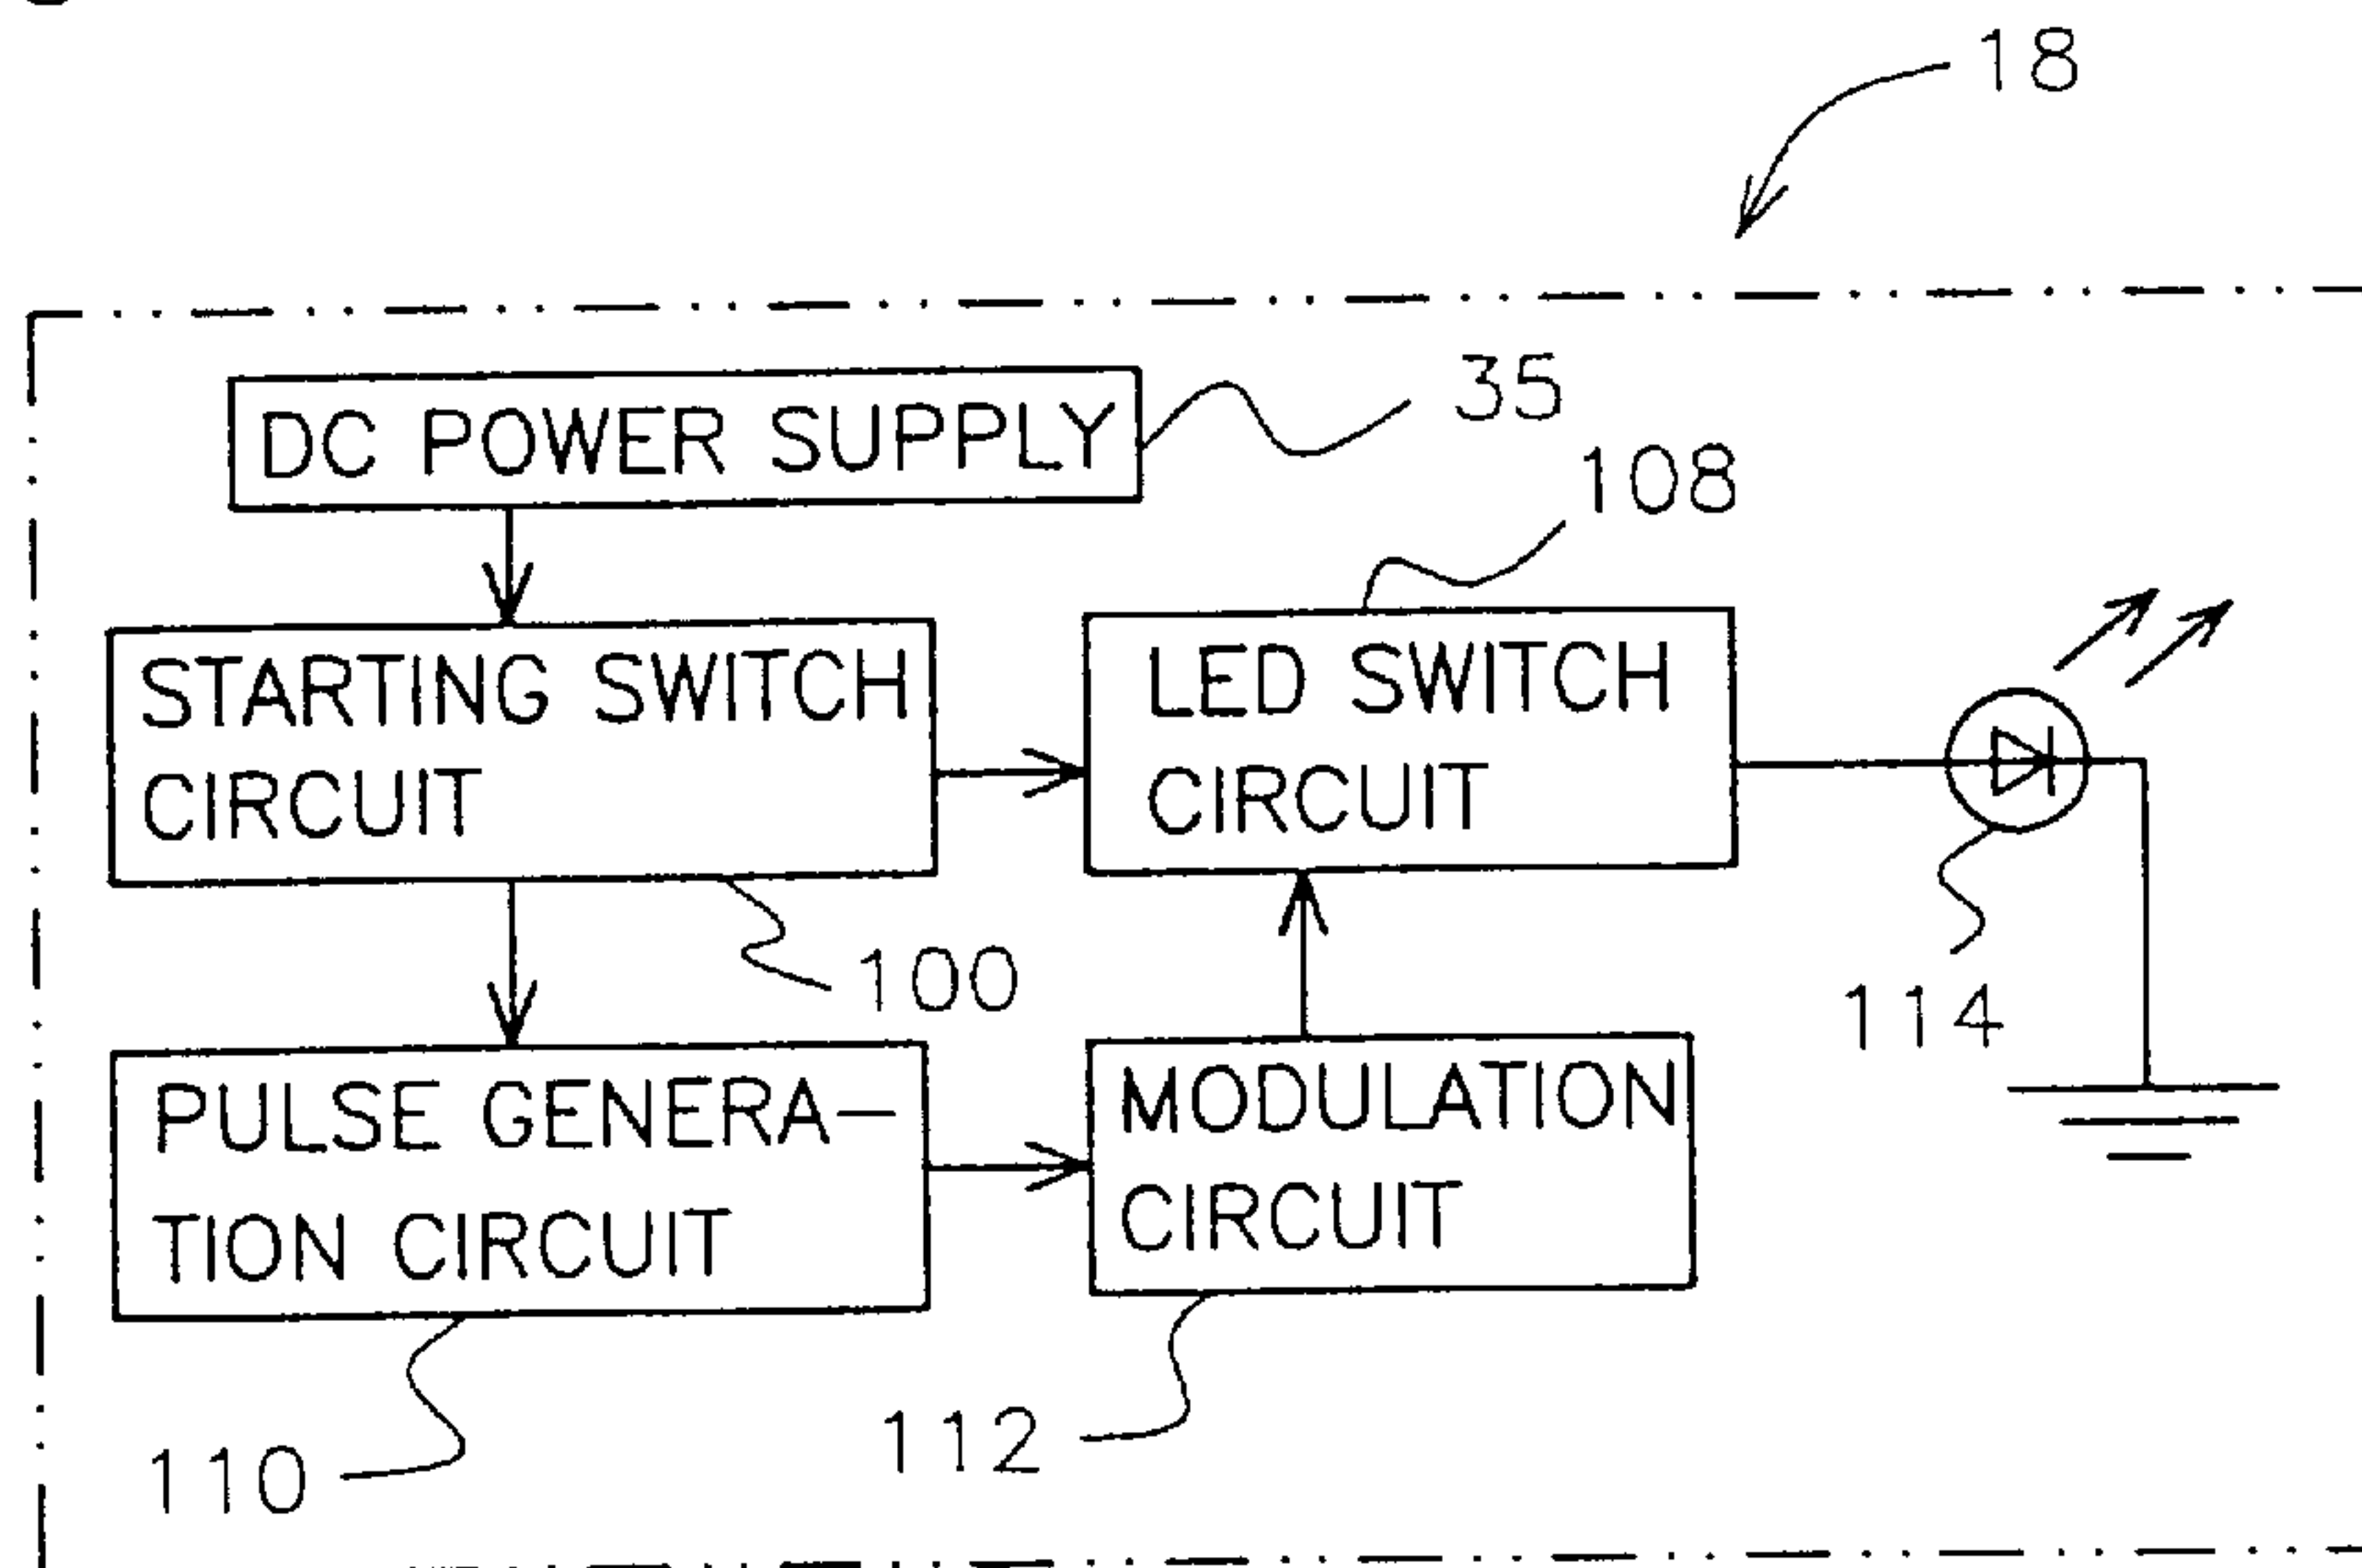 18
DC POWER SUPPLY
35
108
STARTING SWITCH
CIRCUIT
LED SWITCH
CIRCUIT
100
114
PULSE GENERA-
TION CIRCUIT
MODULATION
CIRCUIT
110
112